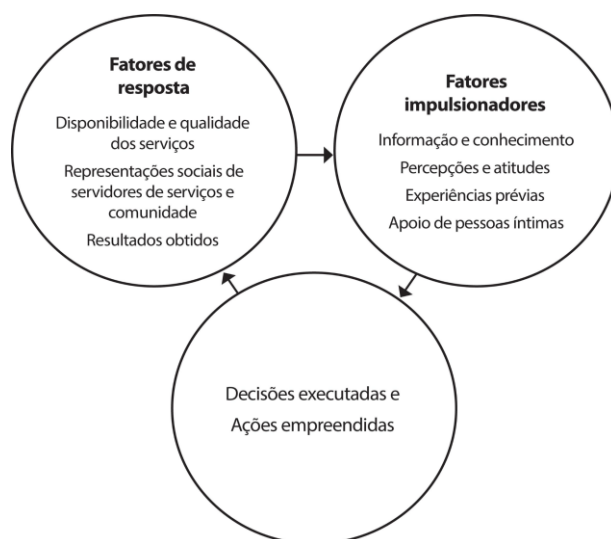 Fatores de
resposta
Disponibilidade e qualidade
dos serviços
Representações sociais de
servidores de serviços e
comunidade
Resultados obtidos
Fatores
impulsionadores
Informação e conhecimento
Percepções e atitudes
Experiências prévias
Apoio de pessoas íntimas
Decisões executadas e
Ações empreendidas